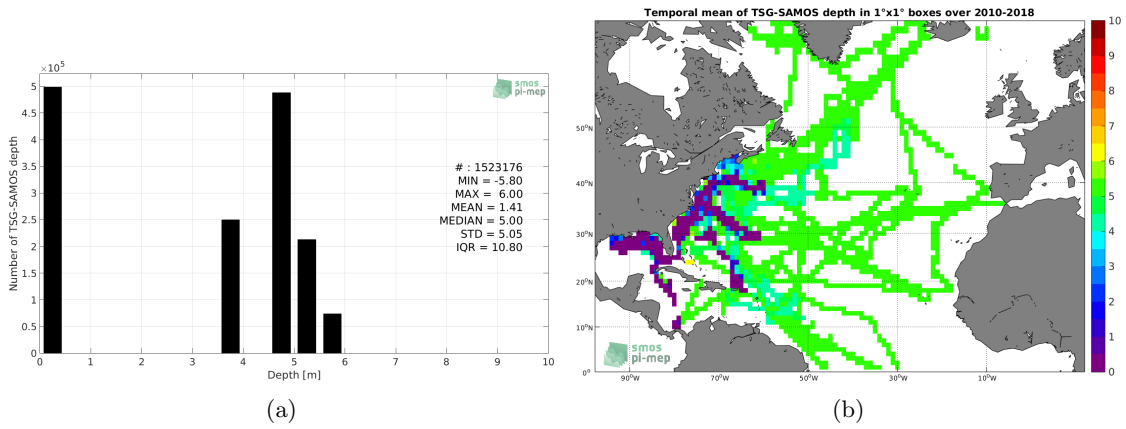 ×10⁵
5
4.5
4
3.5
3
2.5
2
1.5
1
0.5
0
0 1 2 3 4 5 6 7 8 9 10
Number of TSG-SAMOS depth
Depth [m]
smos
pi-mep
# : 1523176
MIN = -5.80
MAX = 6.00
MEAN = 1.41
MEDIAN = 5.00
STD = 5.05
IQR = 10.80
(a)
Temporal mean of TSG-SAMOS depth in 1°x1° boxes over 2010-2018
50°N
40°N
30°N
20°N
10°N
0°
90°W 70°W 50°W 30°W 10°W
smos
pi-mep
10
9
8
7
6
5
4
3
2
1
0
(b)